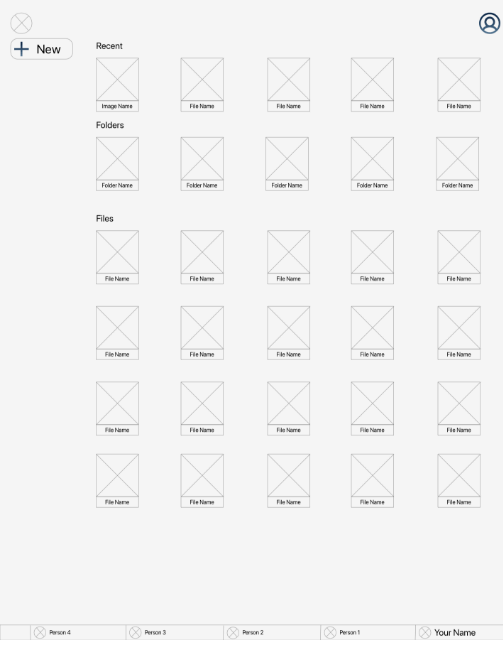 New
Recent
Image Name File Name File Name File Name File Name
Folders
Folder Name Folder Name Folder Name Folder Name Folder Name
Files
File Name File Name File Name File Name File Name
File Name File Name File Name File Name File Name
File Name File Name File Name File Name File Name
File Name File Name File Name File Name File Name
Person 4 Person 3 Person 2 Person 1 Your Name